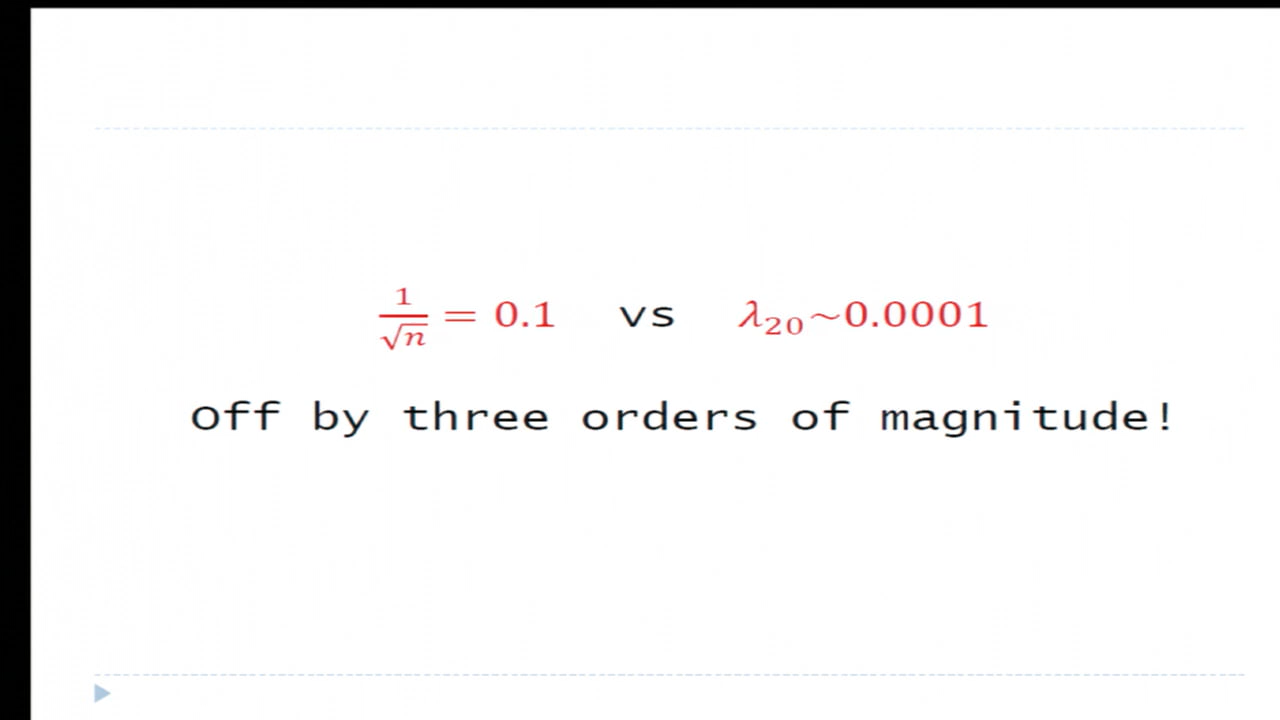 1/√n = 0.1 vs λ₂₀~0.0001
Off by three orders of magnitude!